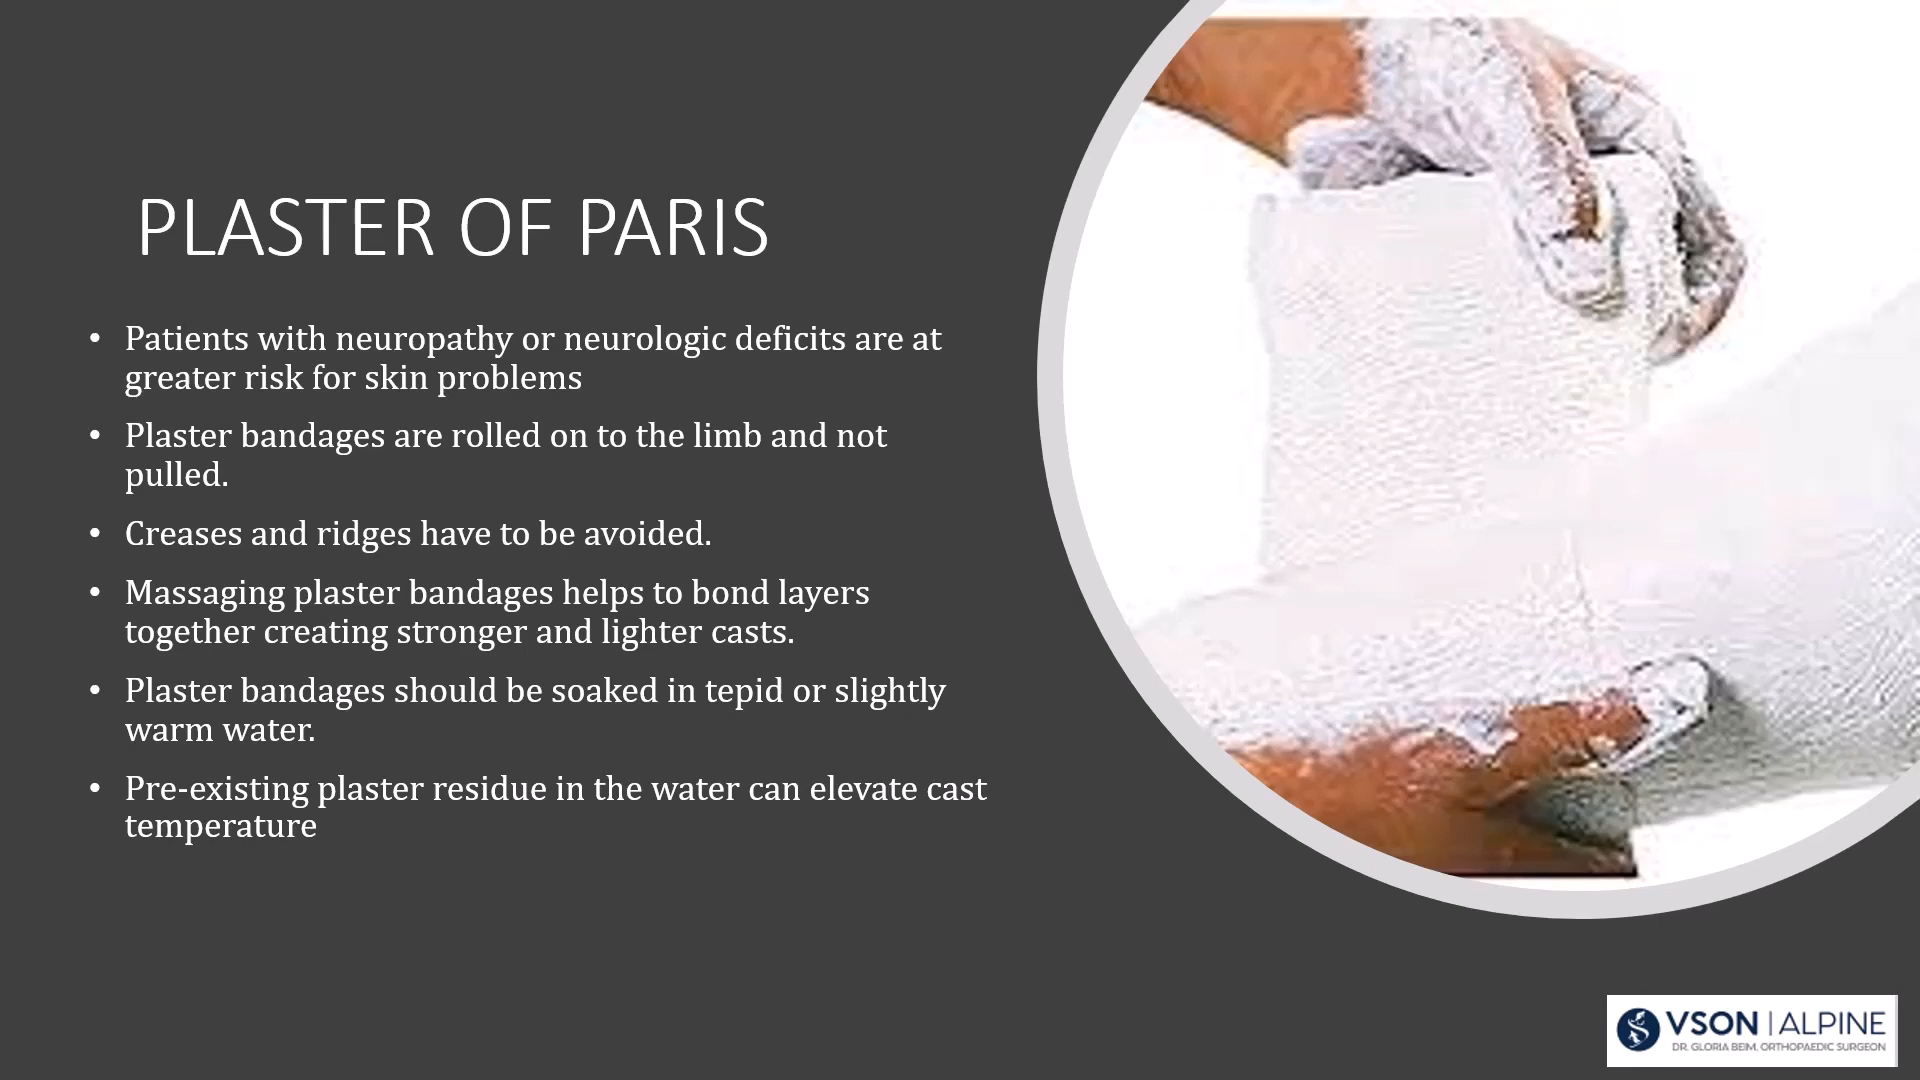 PLASTER OF PARIS
• Patients with neuropathy or neurologic deficits are at
greater risk for skin problems
• Plaster bandages are rolled on to the limb and not
pulled.
• Creases and ridges have to be avoided.
• Massaging plaster bandages helps to bond layers
together creating stronger and lighter casts.
• Plaster bandages should be soaked in tepid or slightly
warm water.
• Pre-existing plaster residue in the water can elevate cast
temperature
VSON | ALPINE
DR. GLORIA BEIM, ORTHOPAEDIC SURGEON